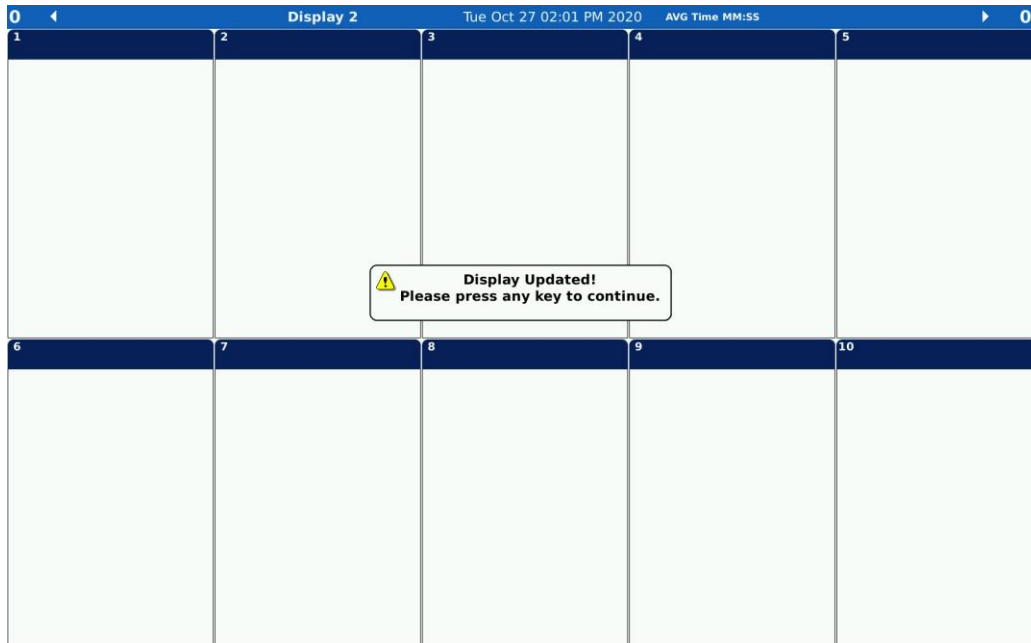 0 Display 2 Tue Oct 27 02:01 PM 2020 AVG Time MM:SS 0
1 2 3 4 5
Display Updated!
Please press any key to continue.
6 7 8 9 10